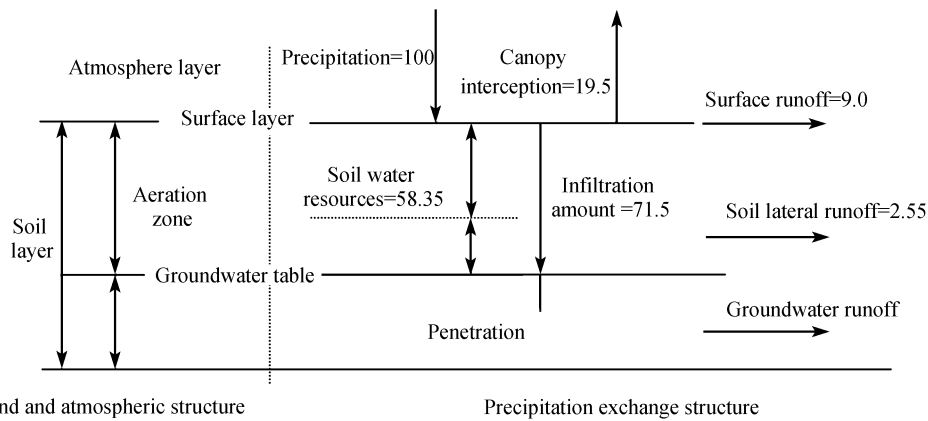 Atmosphere layer
Precipitation=100
Canopy
interception=19.5
Surface runoff=9.0
Surface layer
Aeration
zone
Soil
layer
Soil water
resources=58.35
Infiltration
amount =71.5
Soil lateral runoff=2.55
Groundwater table
Groundwater runoff
Penetration
nd and atmospheric structure
Precipitation exchange structure